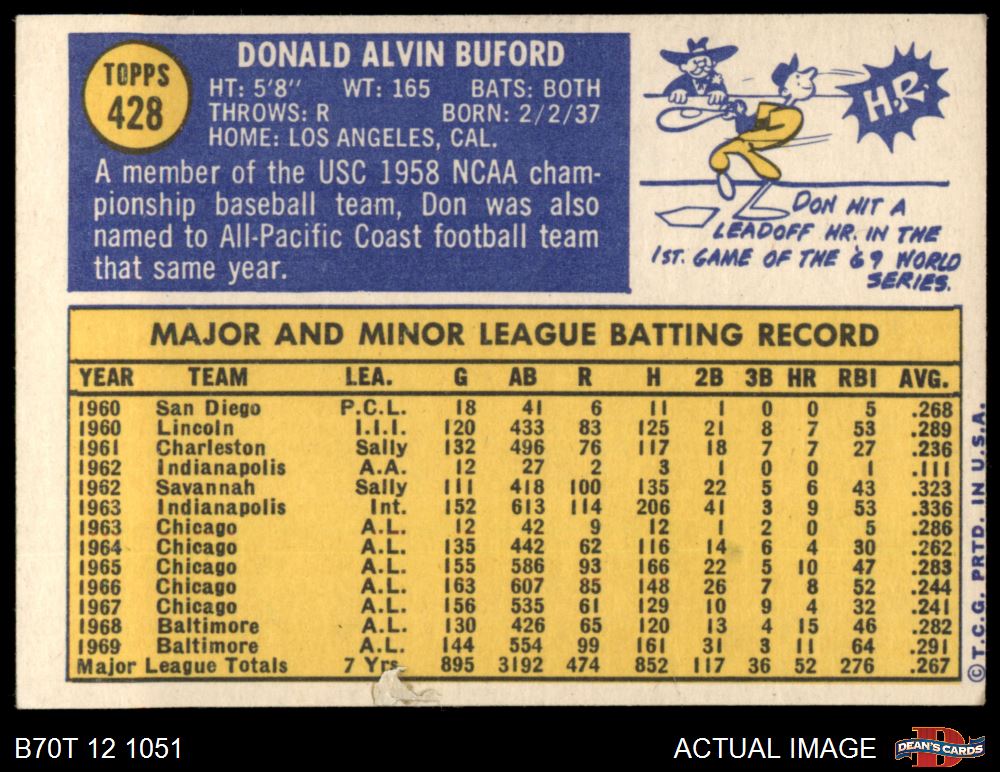 TOPPS
428
DONALD ALVIN BUFORD
HT: 5'8" WT: 165 BATS: BOTH
THROWS: R BORN: 2/2/37
HOME: LOS ANGELES, CAL.
A member of the USC 1958 NCAA cham-
pionship baseball team, Don was also
named to All-Pacific Coast football team
that same year.
H.R.
DON HIT A
LEADOFF HR. IN THE
1ST. GAME OF THE '69 WORLD
SERIES.
MAJOR AND MINOR LEAGUE BATTING RECORD
YEAR TEAM LEA. G AB R H 2B 3B HR RBI AVG.
1960 San Diego P.C.L. 18 41 6 11 1 0 0 5 .268
1960 Lincoln I.I.I. 120 433 83 125 21 8 7 53 .289
1961 Charleston Sally 132 496 76 117 18 7 7 27 .236
1962 Indianapolis A.A. 12 27 2 3 1 0 0 1 .111
1962 Savannah Sally 111 418 100 135 22 5 6 43 .323
1963 Indianapolis Int. 152 613 114 206 41 3 9 53 .336
1963 Chicago A.L. 12 42 9 12 1 2 0 5 .286
1964 Chicago A.L. 135 442 62 116 14 6 4 30 .262
1965 Chicago A.L. 155 586 93 166 22 5 10 47 .283
1966 Chicago A.L. 163 607 85 148 26 7 8 52 .244
1967 Chicago A.L. 156 535 61 129 10 9 4 32 .241
1968 Baltimore A.L. 130 426 65 120 13 4 15 46 .282
1969 Baltimore A.L. 144 554 99 161 31 3 11 64 .291
Major League Totals 7 Yrs. 895 3192 474 852 117 36 52 276 .267
©T.C.G. PRTD. IN U.S.A.
B70T 12 1051
ACTUAL IMAGE
DEAN'S CARDS